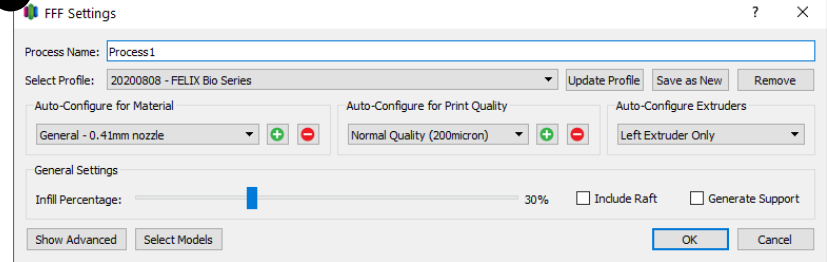 FFF Settings
Process Name: Process1
Select Profile: 20200808 - FELIX Bio Series Update Profile Save as New Remove
Auto-Configure for Material Auto-Configure for Print Quality Auto-Configure Extruders
General - 0.41mm nozzle Normal Quality (200micron) Left Extruder Only
General Settings
Infill Percentage: 30% Include Raft Generate Support
Show Advanced Select Models OK Cancel